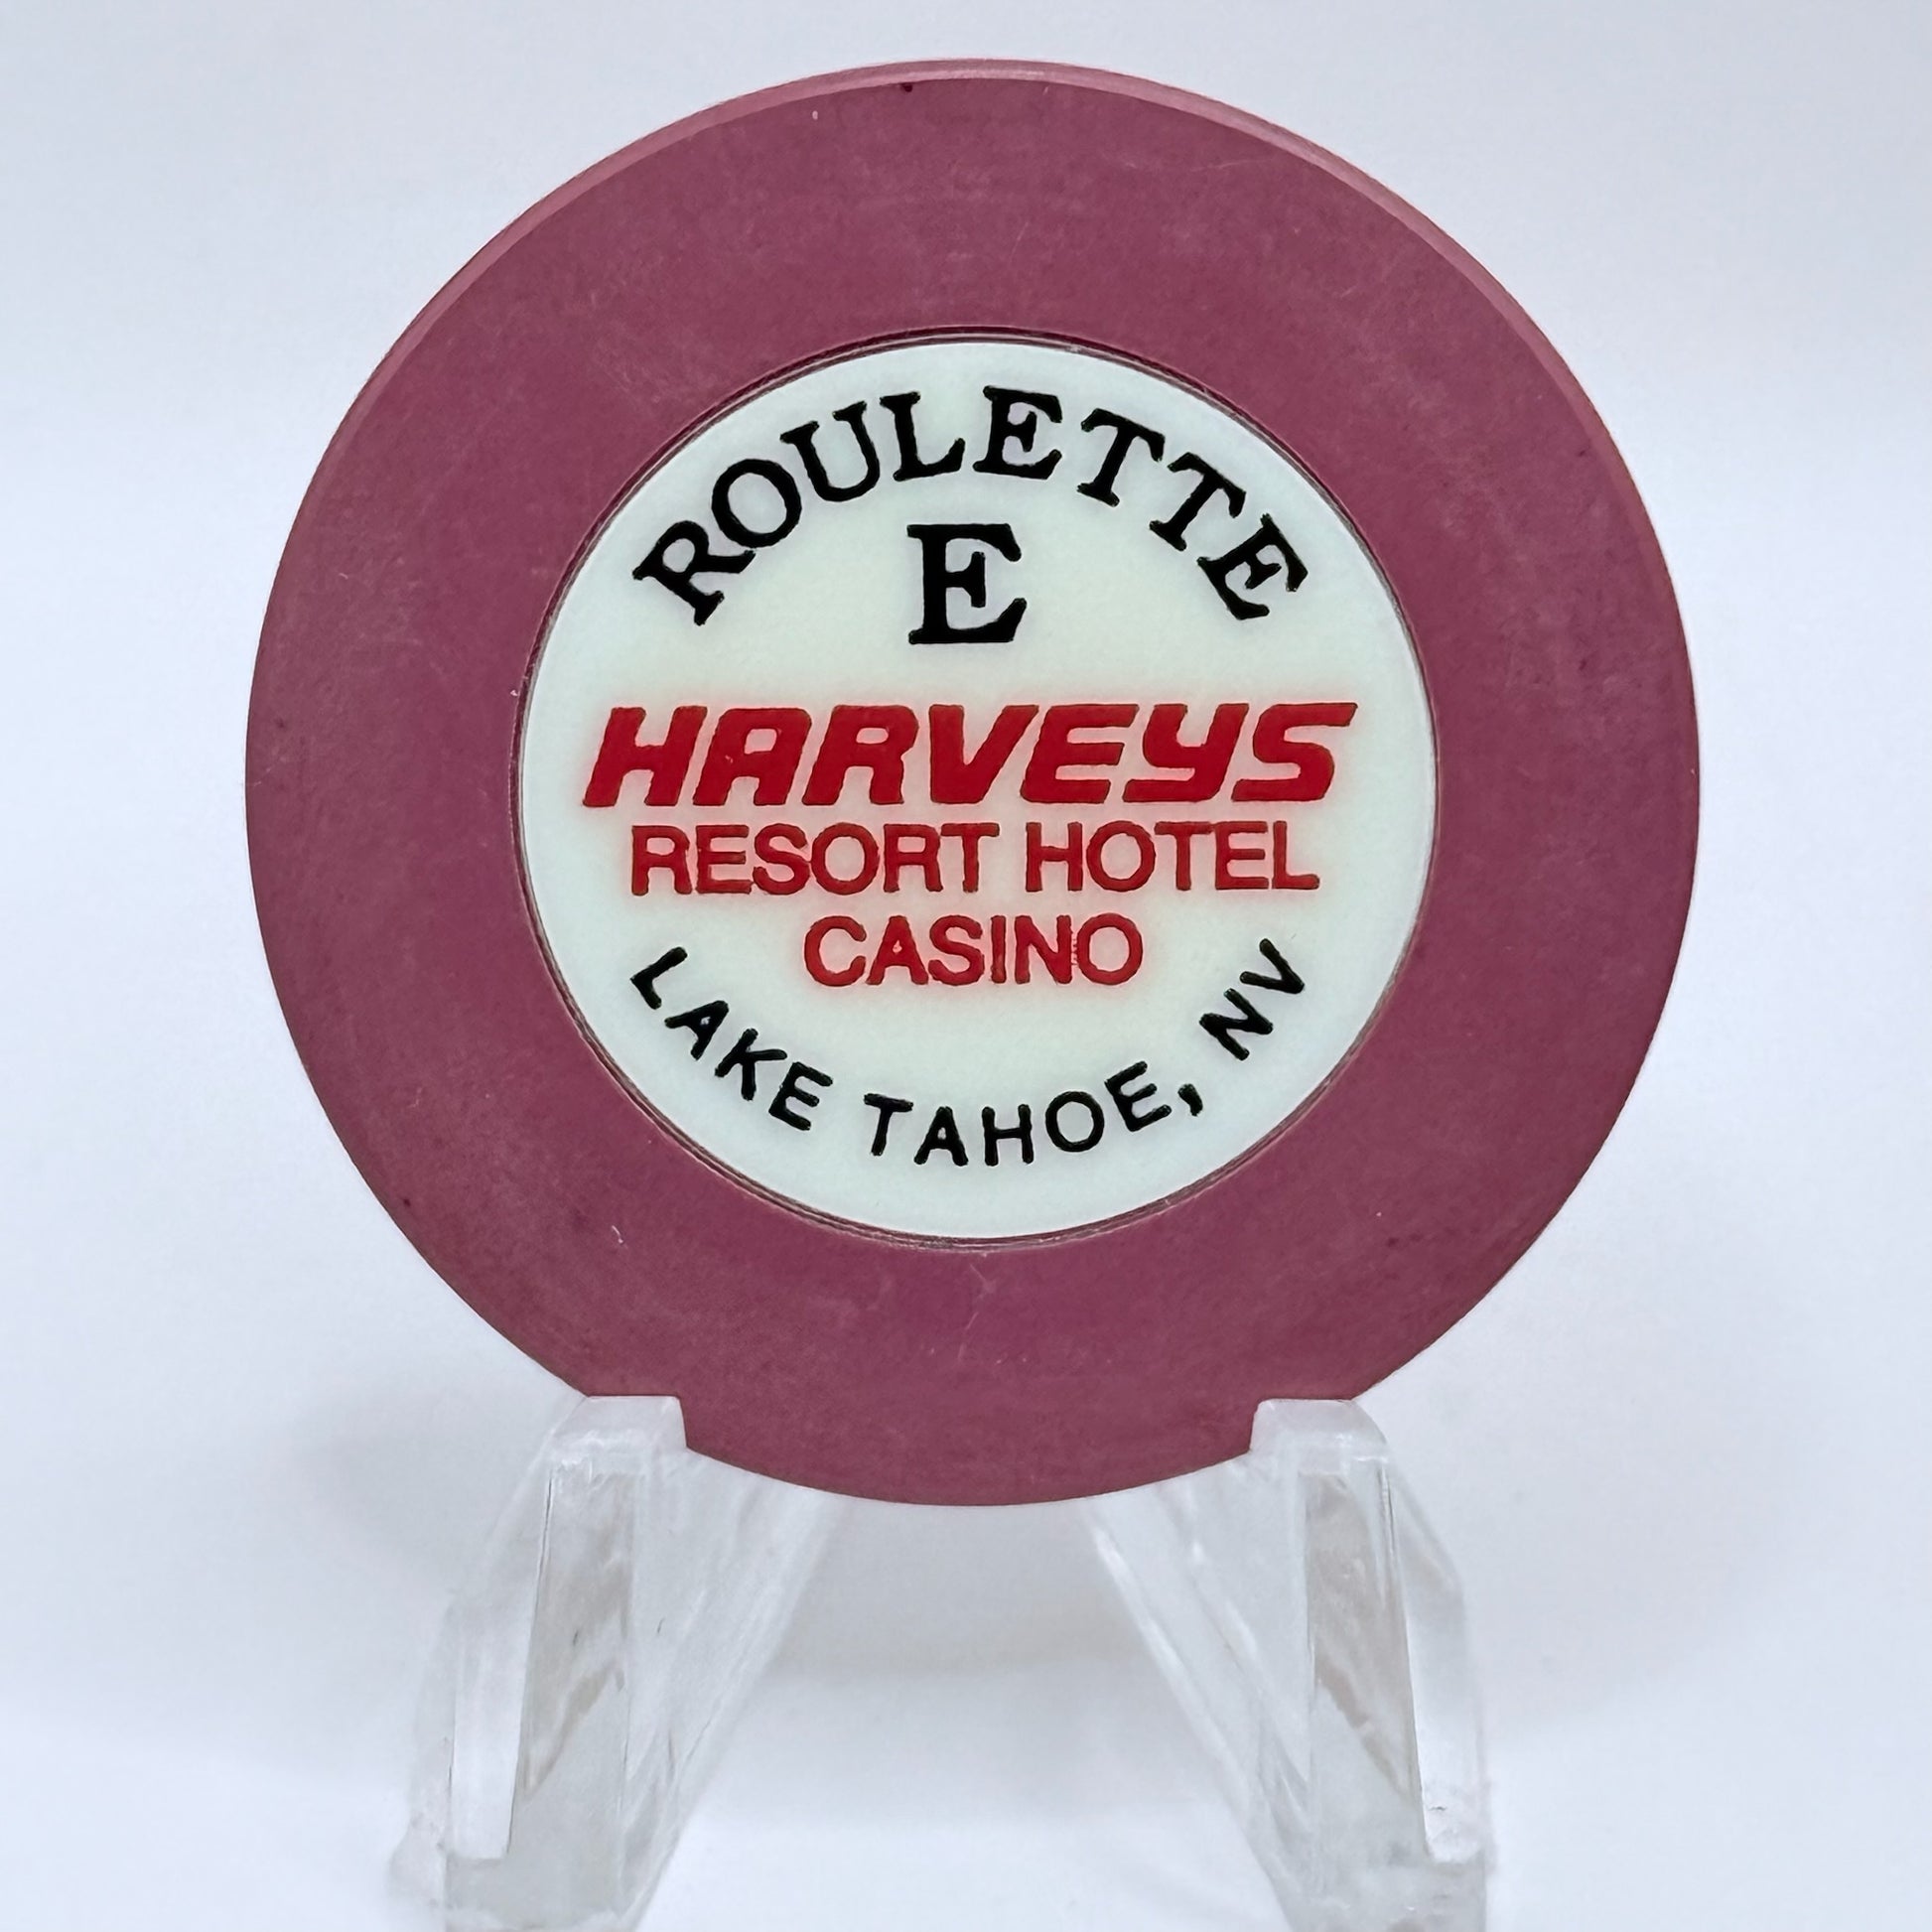 ROULETTE
E
HARVEYS
RESORT HOTEL
CASINO
LAKE TAHOE, NV